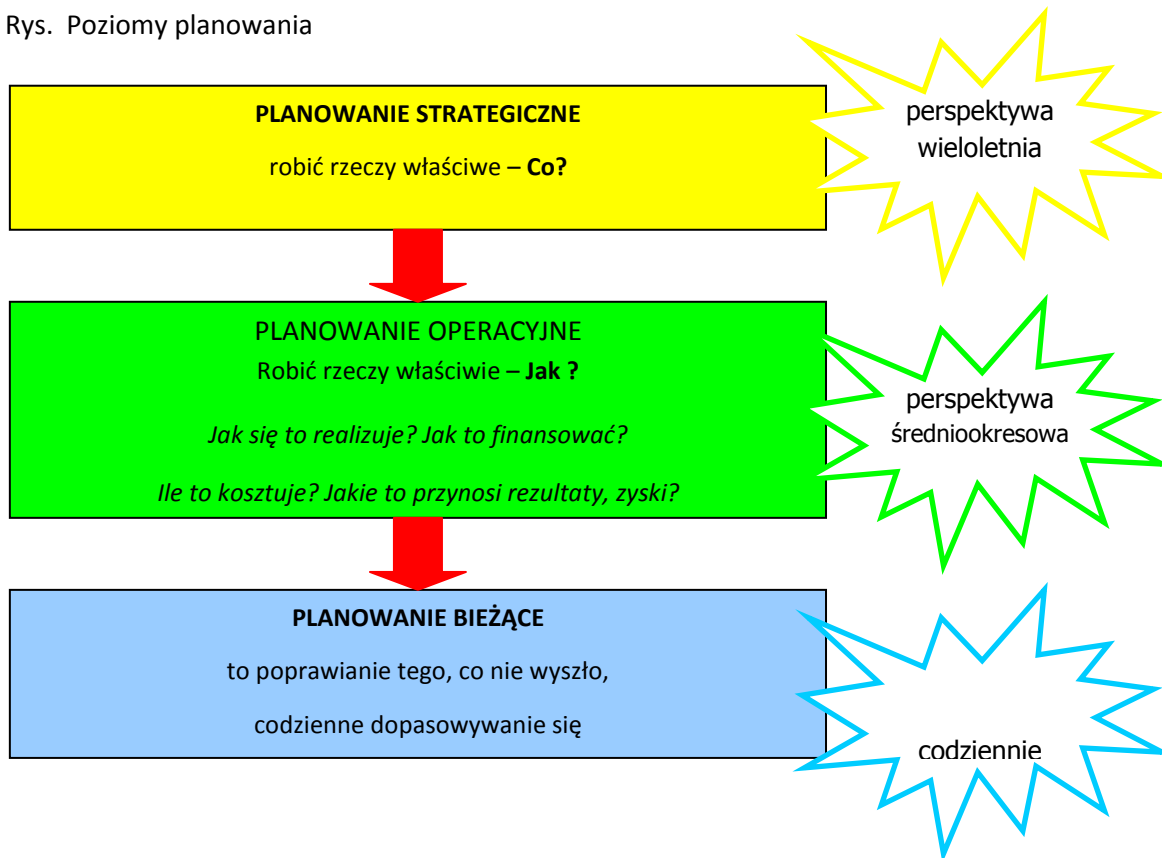 Rys. Poziomy planowania
PLANOWANIE STRATEGICZNE
robić rzeczy właściwe – Co?
perspektywa
wieloletnia
PLANOWANIE OPERACYJNE
Robić rzeczy właściwie – Jak ?
Jak się to realizuje? Jak to finansować?
Ile to kosztuje? Jakie to przynosi rezultaty, zyski?
perspektywa
średniookresowa
PLANOWANIE BIEŻĄCE
to poprawianie tego, co nie wyszło,
codzienne dopasowywanie się
codziennie